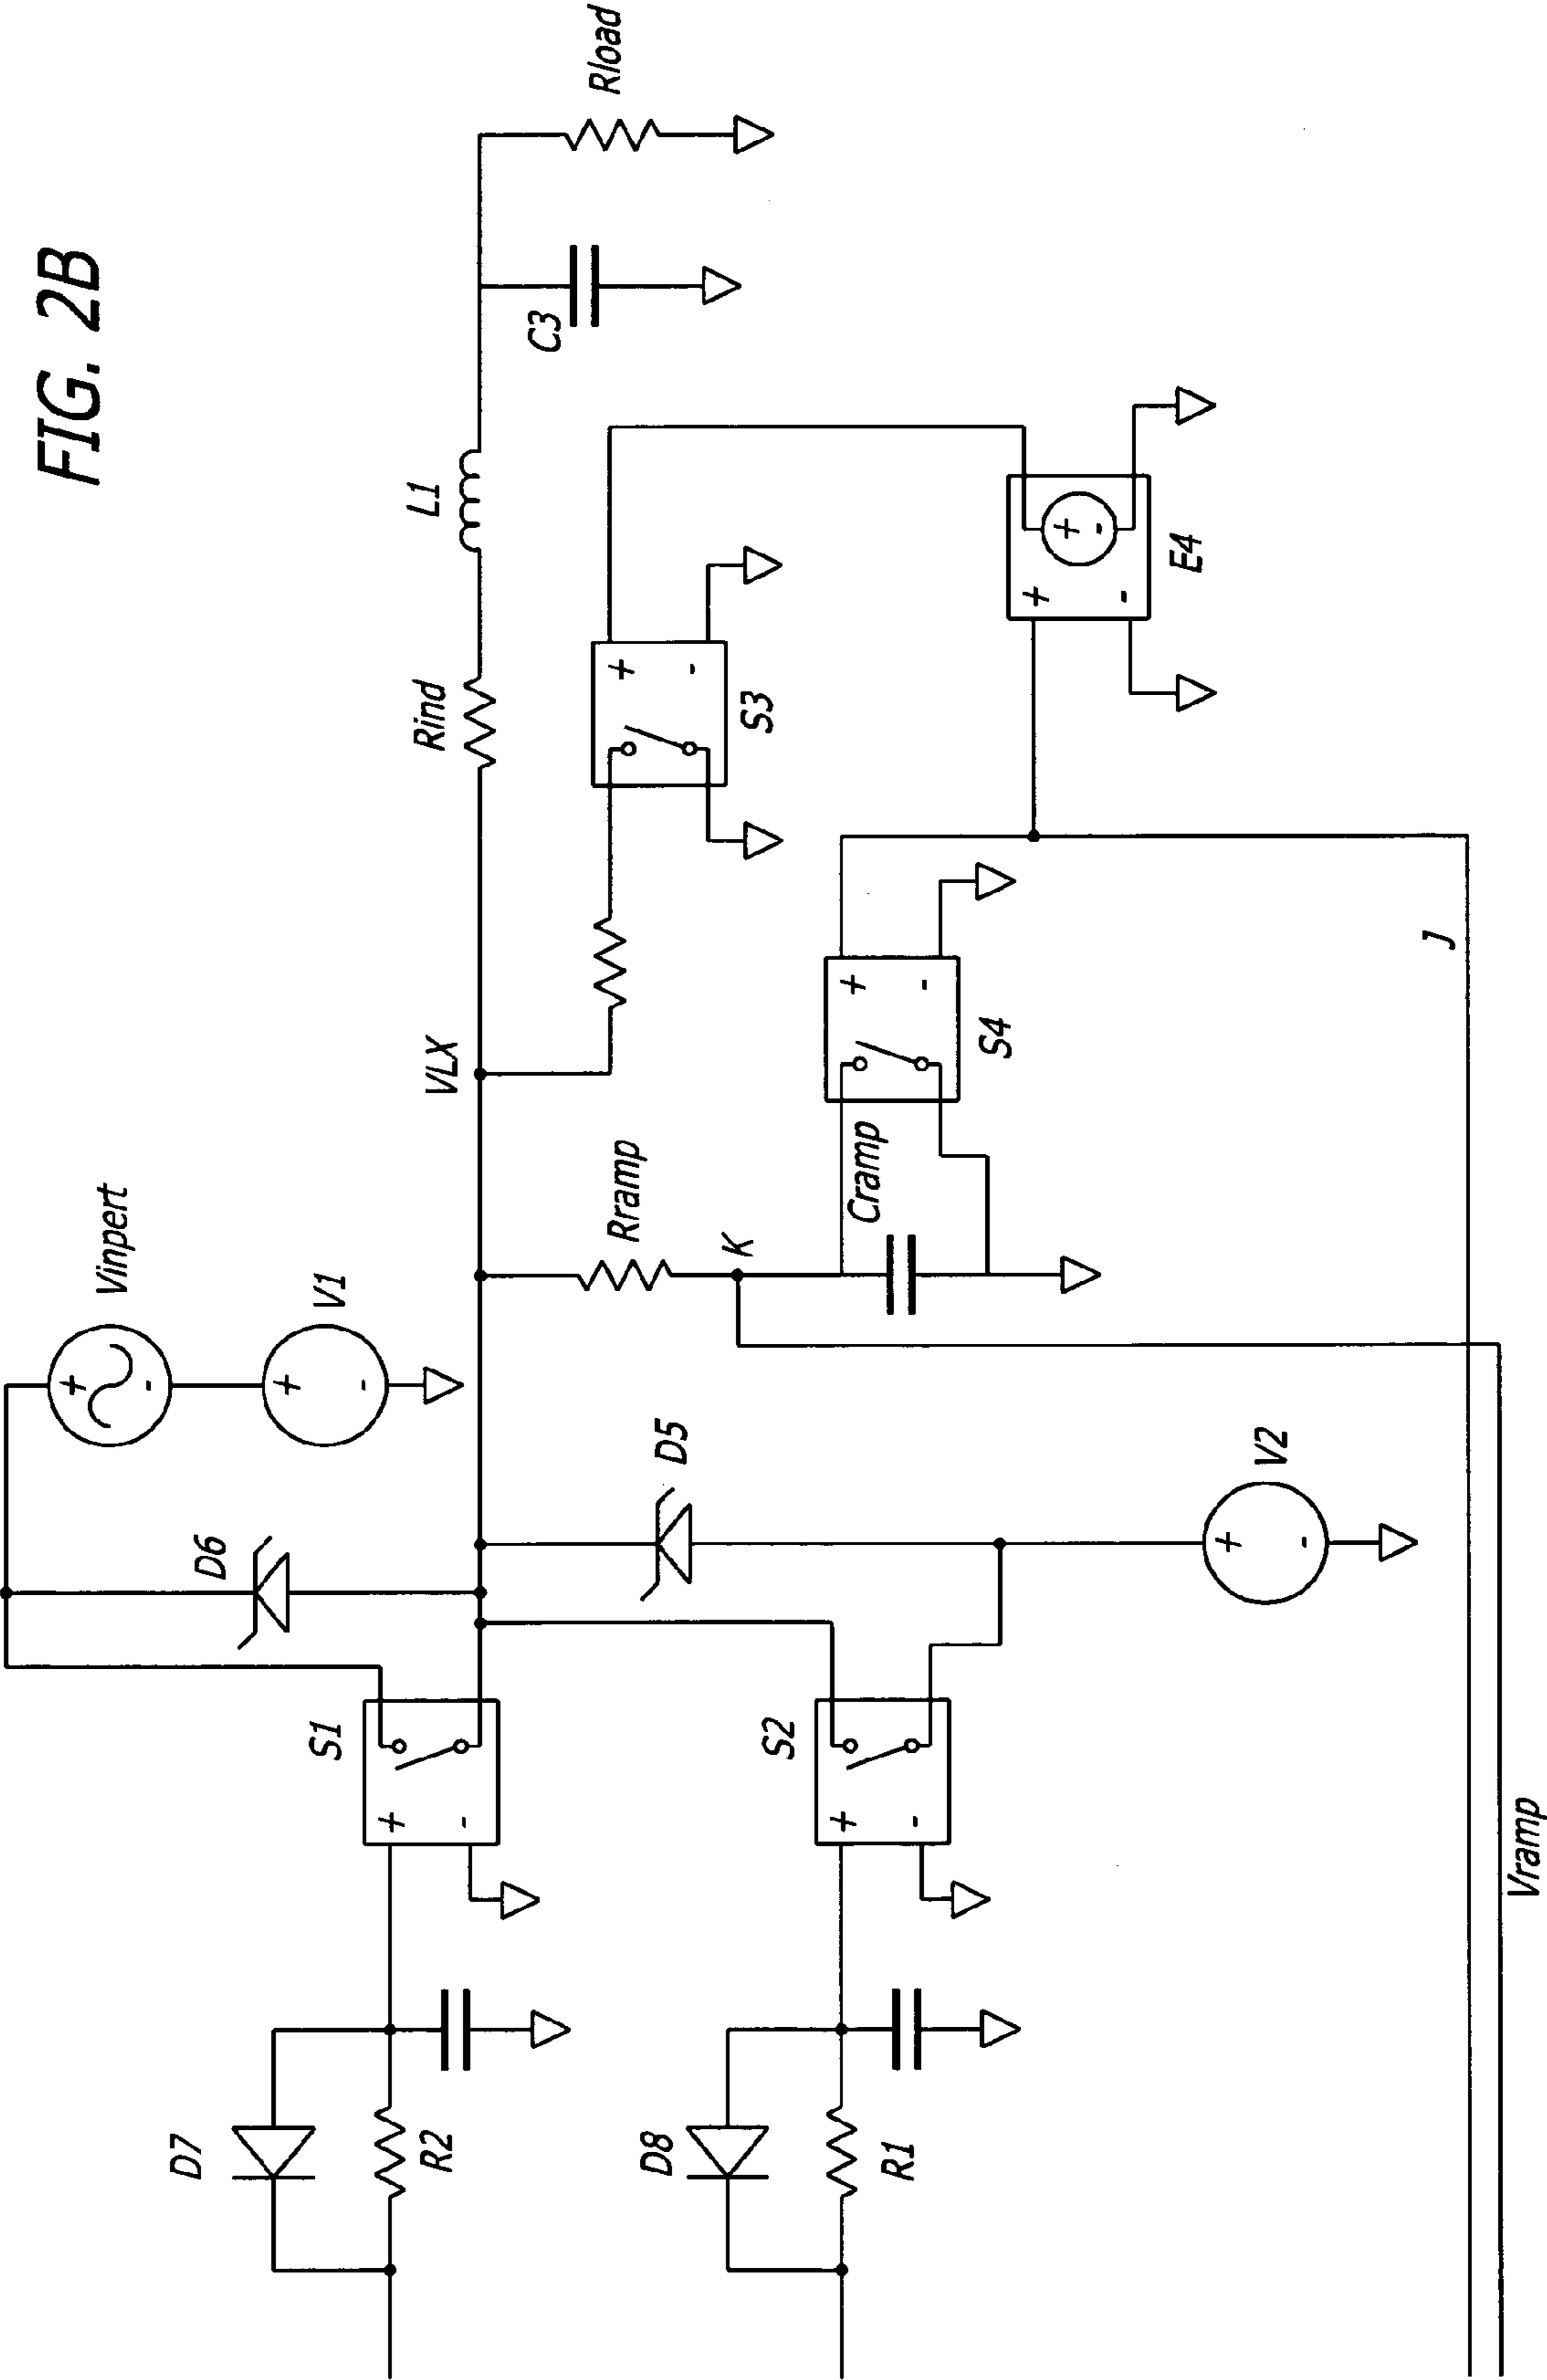 FIG. 2B
Vinpert
V1
D6
S1
D7
R2
VLX
Rind
L1
C3
Rload
D5
Rramp
K
Cramp
S3
S4
E4
S2
D8
R1
V2
J
Vramp
+
-
+
-
+
-
+
-
+
-
+
-
+
-
+
-
+
-